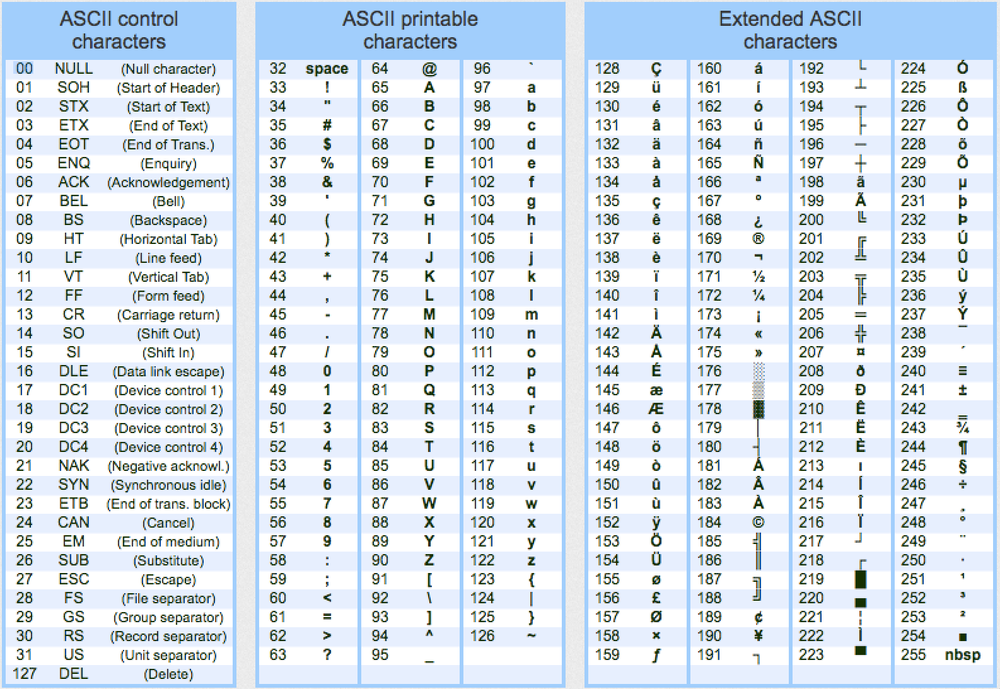 ASCII control
characters
00 NULL (Null character)
01 SOH (Start of Header)
02 STX (Start of Text)
03 ETX (End of Text)
04 EOT (End of Trans.)
05 ENQ (Enquiry)
06 ACK (Acknowledgement)
07 BEL (Bell)
08 BS (Backspace)
09 HT (Horizontal Tab)
10 LF (Line feed)
11 VT (Vertical Tab)
12 FF (Form feed)
13 CR (Carriage return)
14 SO (Shift Out)
15 SI (Shift In)
16 DLE (Data link escape)
17 DC1 (Device control 1)
18 DC2 (Device control 2)
19 DC3 (Device control 3)
20 DC4 (Device control 4)
21 NAK (Negative acknowl.)
22 SYN (Synchronous idle)
23 ETB (End of trans. block)
24 CAN (Cancel)
25 EM (End of medium)
26 SUB (Substitute)
27 ESC (Escape)
28 FS (File separator)
29 GS (Group separator)
30 RS (Record separator)
31 US (Unit separator)
127 DEL (Delete)
ASCII printable
characters
32 space 64 @ 96 `
33 ! 65 A 97 a
34 " 66 B 98 b
35 # 67 C 99 c
36 $ 68 D 100 d
37 % 69 E 101 e
38 & 70 F 102 f
39 ' 71 G 103 g
40 ( 72 H 104 h
41 ) 73 I 105 i
42 * 74 J 106 j
43 + 75 K 107 k
44 , 76 L 108 l
45 - 77 M 109 m
46 . 78 N 110 n
47 / 79 O 111 o
48 0 80 P 112 p
49 1 81 Q 113 q
50 2 82 R 114 r
51 3 83 S 115 s
52 4 84 T 116 t
53 5 85 U 117 u
54 6 86 V 118 v
55 7 87 W 119 w
56 8 88 X 120 x
57 9 89 Y 121 y
58 : 90 Z 122 z
59 ; 91 [ 123 {
60 < 92 \ 124 |
61 = 93 ] 125 }
62 > 94 ^ 126 ~
63 ? 95 _
Extended ASCII
characters
128 Ç 160 á 192 └ 224 Ó
129 ü 161 í 193 ┴ 225 ß
130 é 162 ó 194 ┬ 226 Ô
131 â 163 ú 195 ├ 227 Ò
132 ä 164 ñ 196 ─ 228 õ
133 à 165 Ñ 197 ┼ 229 Õ
134 å 166 ª 198 ã 230 µ
135 ç 167 º 199 Ã 231 þ
136 ê 168 ¿ 200 ╚ 232 Þ
137 ë 169 ® 201 ╔ 233 Ú
138 è 170 ¬ 202 ╩ 234 Û
139 ï 171 ½ 203 ╦ 235 Ù
140 î 172 ¼ 204 ╠ 236 ý
141 ì 173 ¡ 205 ═ 237 Ý
142 Ä 174 « 206 ╬ 238 ¯
143 Å 175 » 207 ¤ 239 ´
144 É 176 ░ 208 ð 240 ≡
145 æ 177 ▒ 209 Ð 241 ±
146 Æ 178 ▓ 210 Ê 242 ‗
147 ô 179 │ 211 Ë 243 ¾
148 ö 180 ┤ 212 È 244 ¶
149 ò 181 Á 213 ı 245 §
150 û 182 Â 214 Í 246 ÷
151 ù 183 À 215 Î 247 ¸
152 ÿ 184 © 216 Ï 248 °
153 Ö 185 ╣ 217 ┘ 249 ¨
154 Ü 186 ║ 218 ┌ 250 ·
155 ø 187 ╗ 219 █ 251 ¹
156 £ 188 ╝ 220 ▄ 252 ³
157 Ø 189 ¢ 221 ¦ 253 ²
158 × 190 ¥ 222 Ì 254 ■
159 ƒ 191 ┐ 223 ▀ 255 nbsp